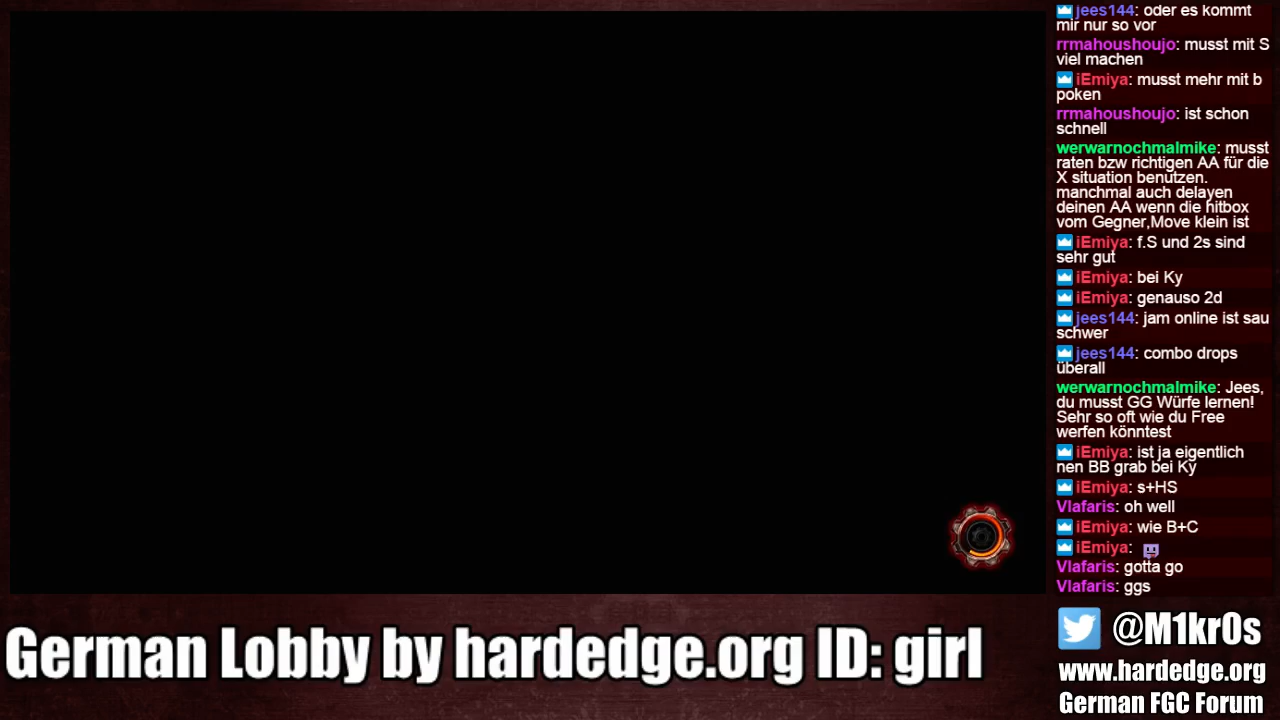 jees144: oder es kommt
mir nur so vor
rrmahoushoujo: musst mit S
viel machen
iEmiya: musst mehr mit b
poken
rrmahoushoujo: ist schon
schnell
werwarnochmalmike: musst
raten bzw richtigen AA für die
X situation benutzen.
manchmal auch delayen
deinen AA wenn die hitbox
vom Gegner,Move klein ist
iEmiya: f.S und 2s sind
sehr gut
iEmiya: bei Ky
iEmiya: genauso 2d
jees144: jam online ist sau
schwer
jees144: combo drops
überall
werwarnochmalmike: Jees,
du musst GG Würfe lernen!
Sehr so oft wie du Free
werfen könntest
iEmiya: ist ja eigentlich
nen BB grab bei Ky
iEmiya: s+HS
Vlafaris: oh well
iEmiya: wie B+C
iEmiya:
Vlafaris: gotta go
Vlafaris: ggs
German Lobby by hardedge.org ID: girl
@M1kr0s
www.hardedge.org
German FGC Forum